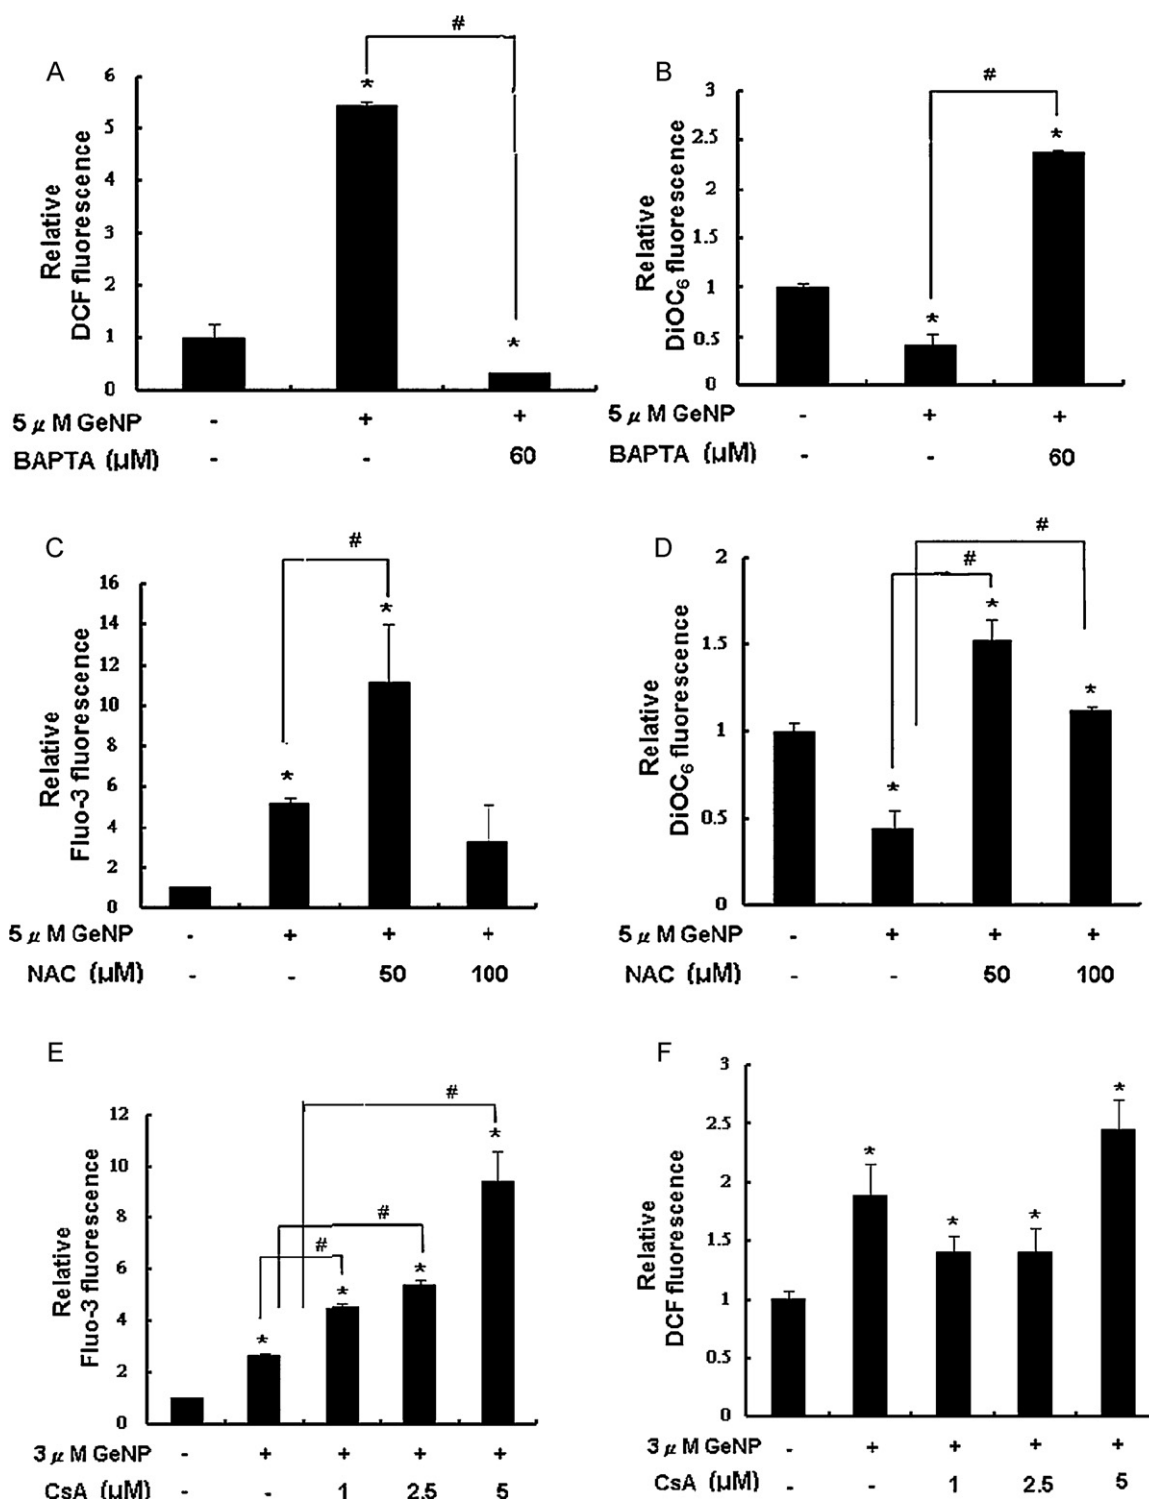 A
#
6
5
4
3
2
1
0
*
*
Relative
DCF fluorescence
5 μ M GeNP - + +
BAPTA (μM) - - 60
B
#
3
2.5
2
1.5
1
0.5
0
*
*
Relative
DiOC6 fluorescence
5 μ M GeNP - + +
BAPTA (μM) - - 60
C
#
16
14
12
10
8
6
4
2
0
*
*
Relative
Fluo-3 fluorescence
5 μ M GeNP - + + +
NAC (μM) - - 50 100
D
#
#
2
1.5
1
0.5
0
*
*
*
Relative
DiOC6 fluorescence
5 μ M GeNP - + + +
NAC (μM) - - 50 100
E
#
#
#
12
10
8
6
4
2
0
*
*
*
*
Relative
Fluo-3 fluorescence
3 μ M GeNP - + + + +
CsA (μM) - - 1 2.5 5
F
3
2.5
2
1.5
1
0.5
0
*
*
*
*
Relative
DCF fluorescence
3 μ M GeNP - + + + +
CsA (μM) - - 1 2.5 5